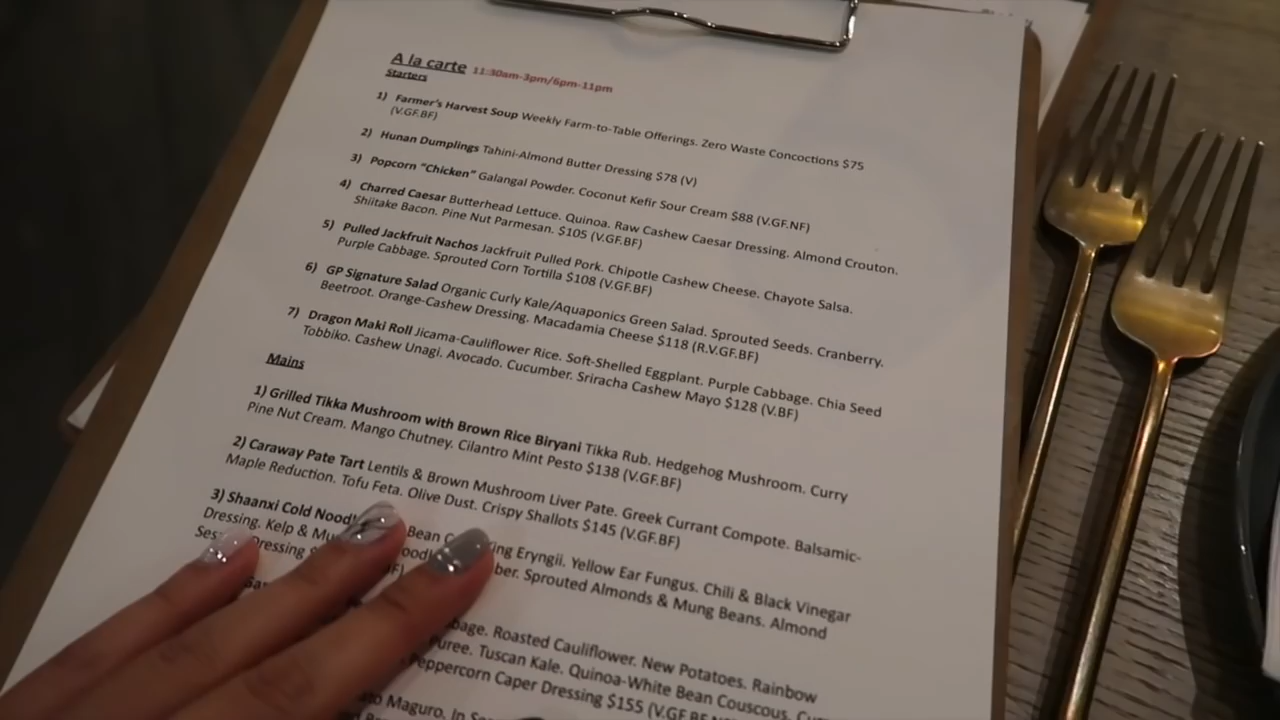 A la carte 11:30am-3pm/6pm-11pm
Starters
1) Farmer's Harvest Soup Weekly Farm-to-Table Offerings. Zero Waste Concoctions $75
(V.GF.BF)
2) Hunan Dumplings Tahini-Almond Butter Dressing $78 (V)
3) Popcorn "Chicken" Galangal Powder. Coconut Kefir Sour Cream $88 (V.GF.NF)
4) Charred Caesar Butterhead Lettuce. Quinoa. Raw Cashew Caesar Dressing. Almond Crouton.
Shiitake Bacon. Pine Nut Parmesan. $105 (V.GF.BF)
5) Pulled Jackfruit Nachos Jackfruit Pulled Pork. Chipotle Cashew Cheese. Chayote Salsa.
Purple Cabbage. Sprouted Corn Tortilla $108 (V.GF.BF)
6) GP Signature Salad Organic Curly Kale/Aquaponics Green Salad. Sprouted Seeds. Cranberry.
Beetroot. Orange-Cashew Dressing. Macadamia Cheese $118 (R.V.GF.BF)
7) Dragon Maki Roll Jicama-Cauliflower Rice. Soft-Shelled Eggplant. Purple Cabbage. Chia Seed
Tobbiko. Cashew Unagi. Avocado. Cucumber. Sriracha Cashew Mayo $128 (V.BF)
Mains
1) Grilled Tikka Mushroom with Brown Rice Biryani Tikka Rub. Hedgehog Mushroom. Curry
Pine Nut Cream. Mango Chutney. Cilantro Mint Pesto $138 (V.GF.BF)
2) Caraway Pate Tart Lentils & Brown Mushroom Liver Pate. Greek Currant Compote. Balsamic-
Maple Reduction. Tofu Feta. Olive Dust. Crispy Shallots $145 (V.GF.BF)
3) Shaanxi Cold Bean Eryngii. Yellow Ear Fungus. Chili & Black Vinegar
Dressing. Kelp & Sprouted Almonds & Mung Beans. Almond
Dressing
Roasted Cauliflower. New Potatoes. Rainbow
Tuscan Kale. Quinoa-White Bean Couscous.
Peppercorn Caper Dressing $155 (V.GF.BF
Maguro.